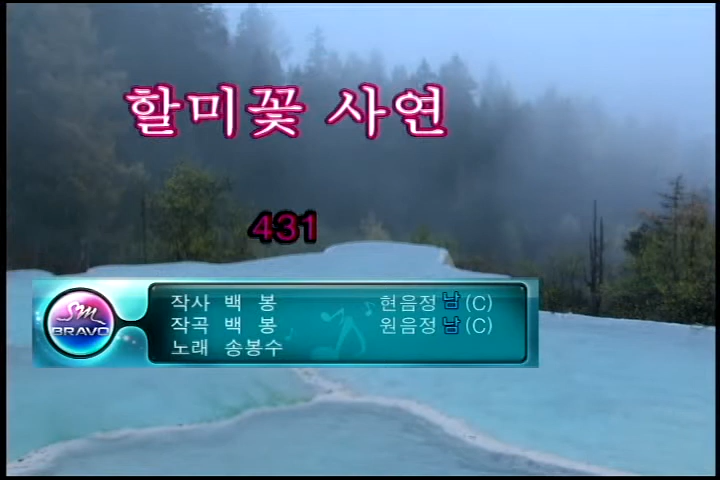 할미꽃 사연
431
작사 백 봉 현음정 남 (C)
작곡 백 봉 원음정 남 (C)
노래 송봉수
SM
BRAVO